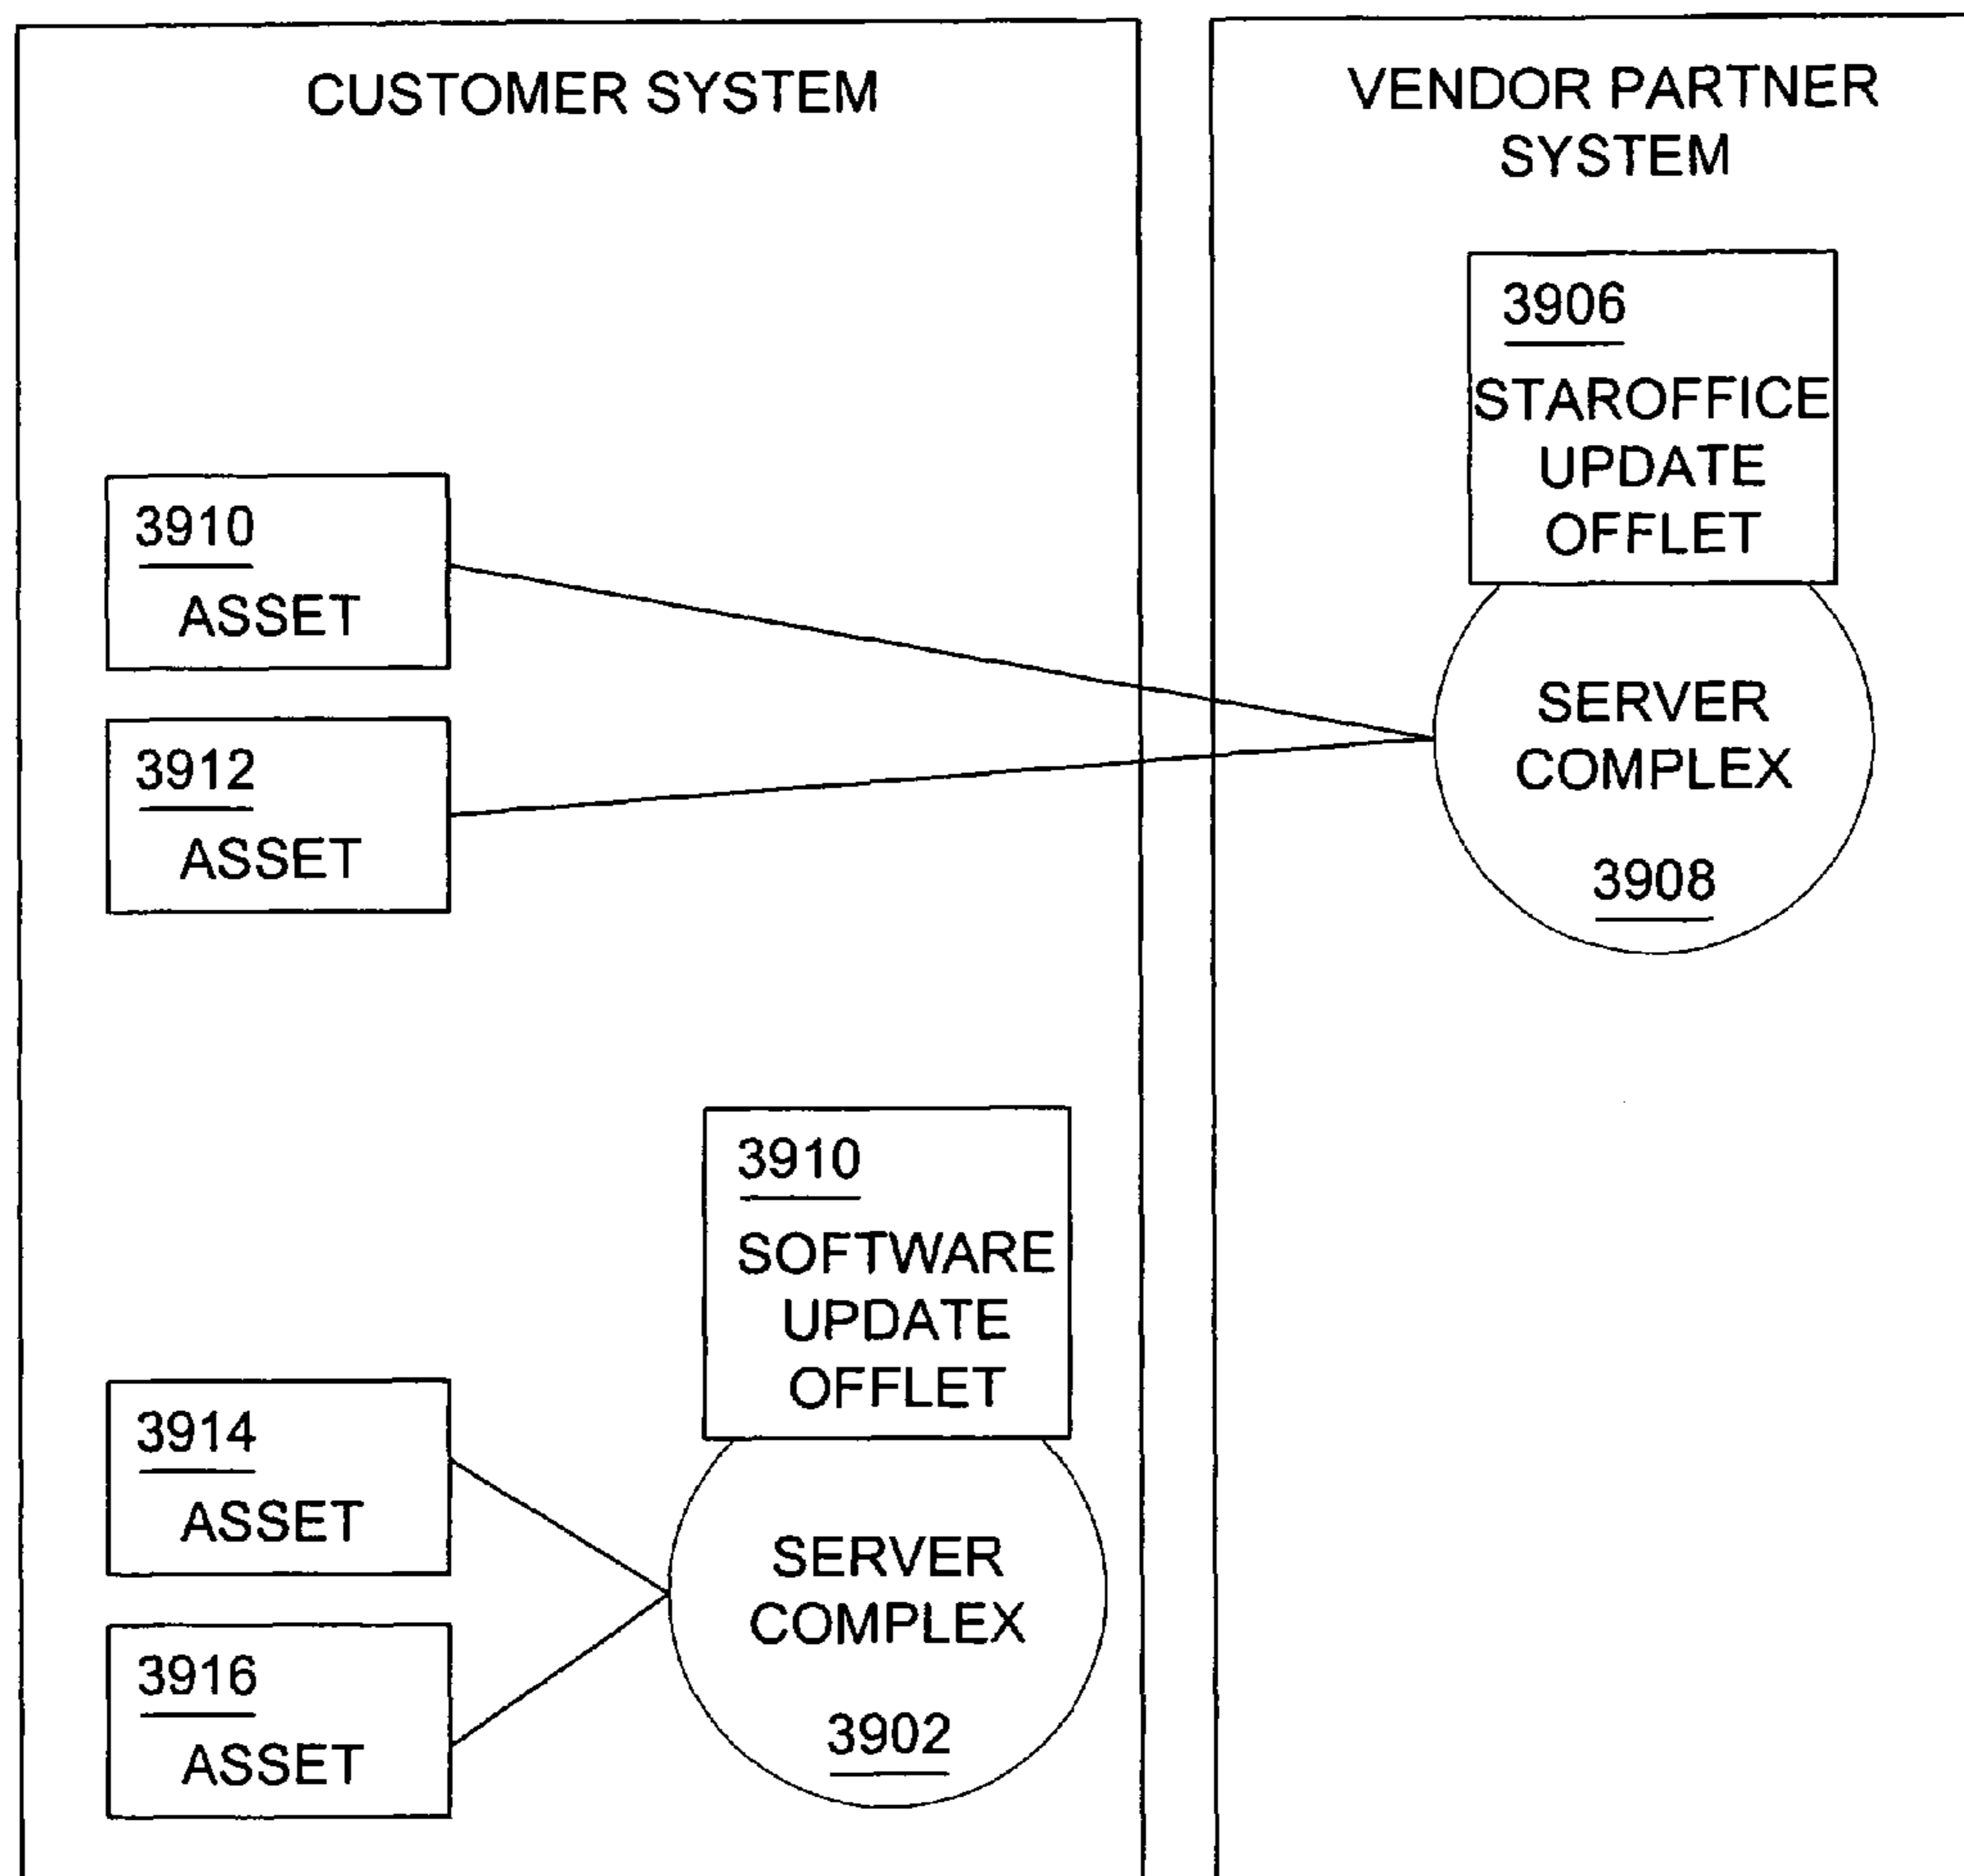 CUSTOMER SYSTEM
VENDOR PARTNER
SYSTEM
3906
STAROFFICE
UPDATE
OFFLET
3910
ASSET
3912
ASSET
SERVER
COMPLEX
3908
3910
SOFTWARE
UPDATE
OFFLET
3914
ASSET
3916
ASSET
SERVER
COMPLEX
3902